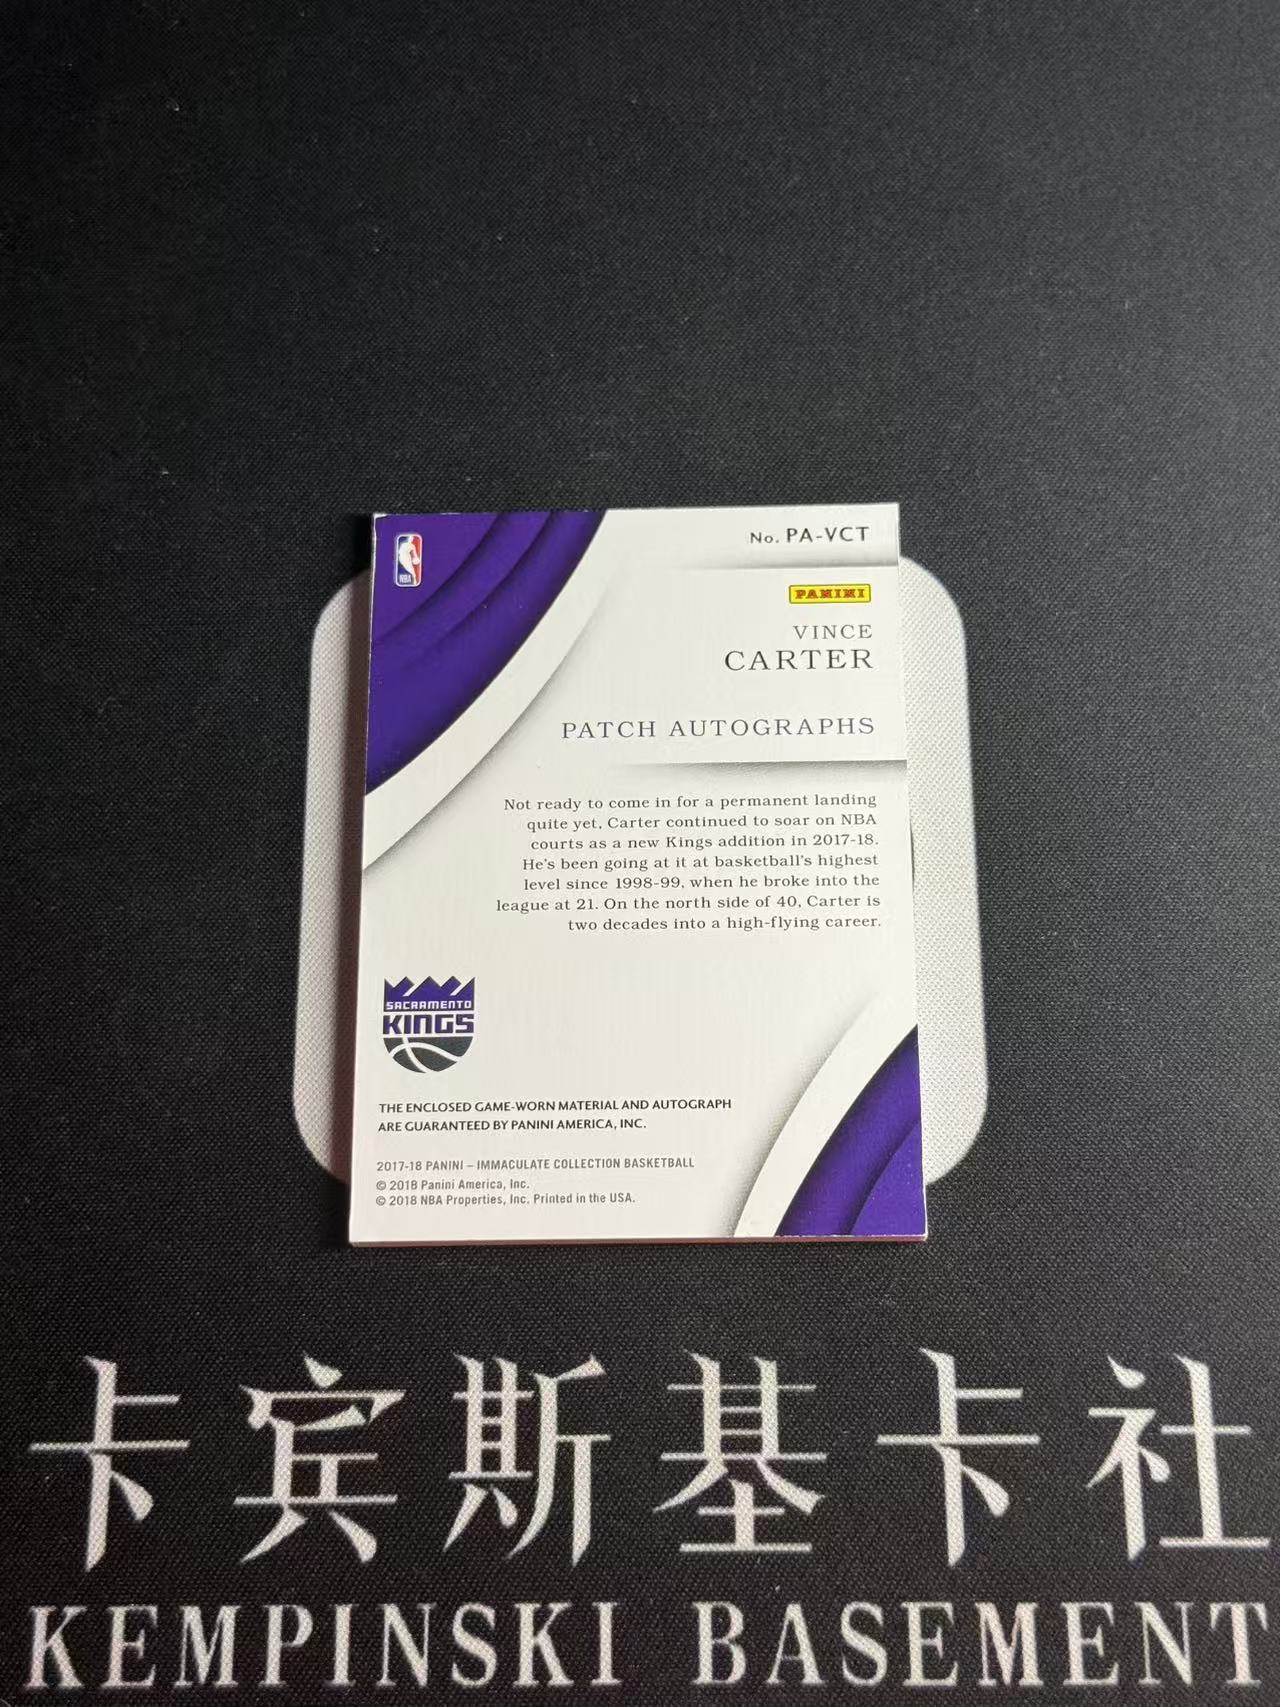 NBA
No. PA-VCT
PANINI
VINCE
CARTER
PATCH AUTOGRAPHS
Not ready to come in for a permanent landing
quite yet, Carter continued to soar on NBA
courts as a new Kings addition in 2017-18.
He's been going at it at basketball's highest
level since 1998-99, when he broke into the
league at 21. On the north side of 40, Carter is
two decades into a high-flying career.
SACRAMENTO
KINGS
THE ENCLOSED GAME-WORN MATERIAL AND AUTOGRAPH
ARE GUARANTEED BY PANINI AMERICA, INC.
2017-18 PANINI – IMMACULATE COLLECTION BASKETBALL
© 2018 Panini America, Inc.
© 2018 NBA Properties, Inc. Printed in the USA.
卡宾斯基卡社
KEMPINSKI BASEMENT